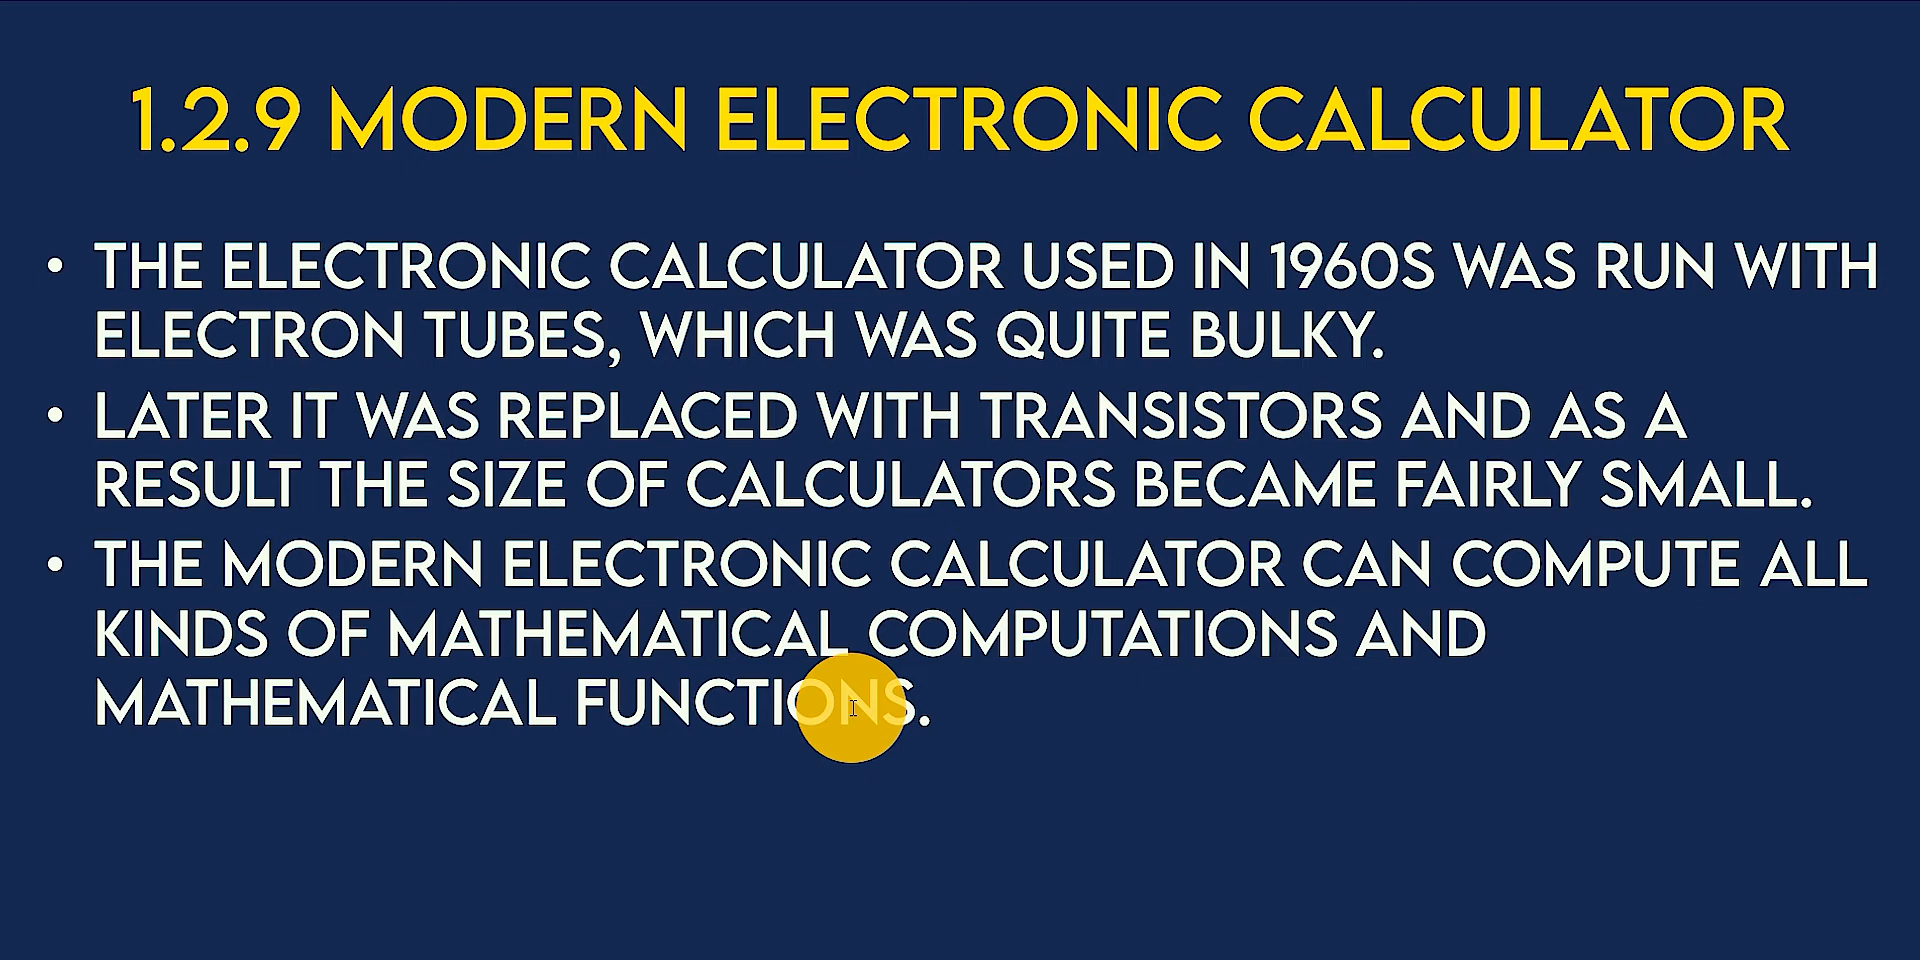 1.2.9 MODERN ELECTRONIC CALCULATOR
• THE ELECTRONIC CALCULATOR USED IN 1960S WAS RUN WITH
ELECTRON TUBES, WHICH WAS QUITE BULKY.
• LATER IT WAS REPLACED WITH TRANSISTORS AND AS A
RESULT THE SIZE OF CALCULATORS BECAME FAIRLY SMALL.
• THE MODERN ELECTRONIC CALCULATOR CAN COMPUTE ALL
KINDS OF MATHEMATICAL COMPUTATIONS AND
MATHEMATICAL FUNCTIONS.